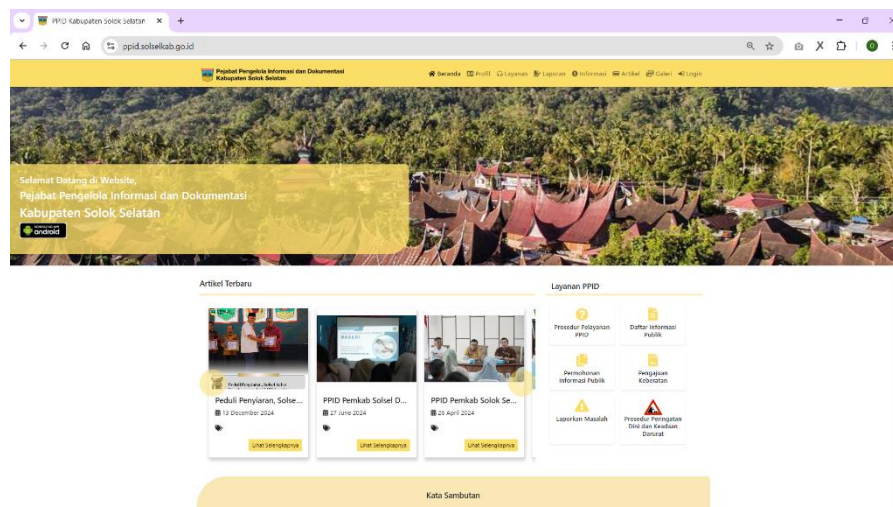 PPID Kabupaten Solok Selatan
ppid.solselkab.go.id
Pejabat Pengelola Informasi dan Dokumentasi
Kabupaten Solok Selatan
Beranda Profil Layanan Laporan Informasi Artikel Galeri Login
Selamat Datang di Website,
Pejabat Pengelola Informasi dan Dokumentasi
Kabupaten Solok Selatan
android
Artikel Terbaru
Layanan PPID
Prosedur Pelayanan
PPID
Daftar Informasi
Publik
Permohonan
Informasi Publik
Pengajuan
Keberatan
Laporkan Masalah
Prosedur Peringatan
Dini dan Keadaan
Darurat
Peduli Penyiaran, Solse...
13 December 2024
Lihat Selengkapnya
PPID Pemkab Solsel D...
27 June 2024
Lihat Selengkapnya
PPID Pemkab Solok Se...
26 April 2024
Lihat Selengkapnya
Kata Sambutan